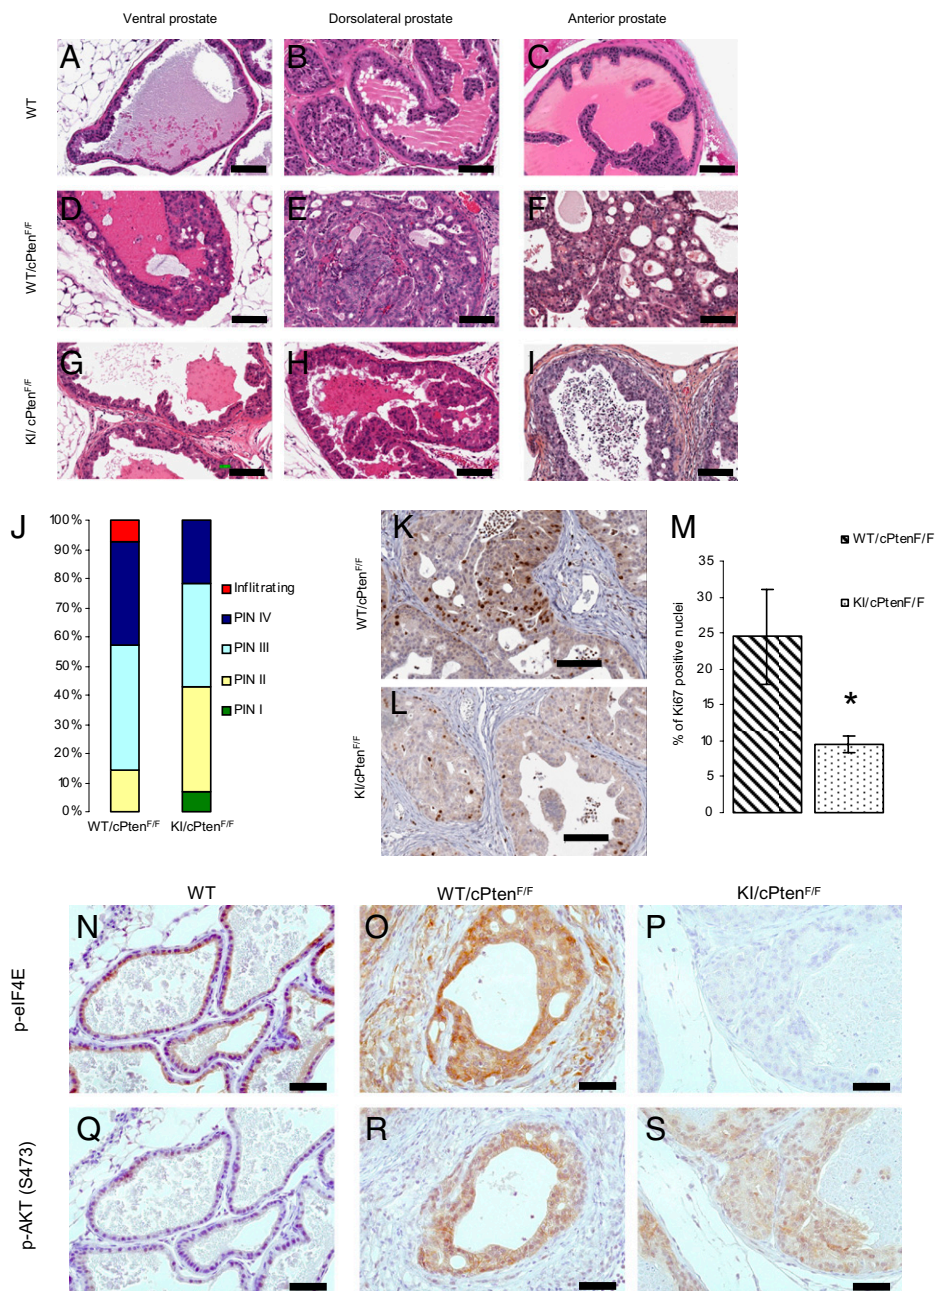 Ventral prostate
Dorsolateral prostate
Anterior prostate
WT
A
B
C
WT/cPten^F/F
D
E
F
KI/ cPten^F/F
G
H
I
J
100%
90%
80%
70%
60%
50%
40%
30%
20%
10%
0%
WT/cPten^F/F
KI/cPten^F/F
Inflitrating
PIN IV
PIN III
PIN II
PIN I
WT/cPten^F/F
K
KI/cPten^F/F
L
M
WT/cPtenF/F
KI/cPtenF/F
% of Ki67 positive nuclei
35
30
25
20
15
10
5
0
*
WT
WT/cPten^F/F
KI/cPten^F/F
p-eIF4E
N
O
P
p-AKT (S473)
Q
R
S